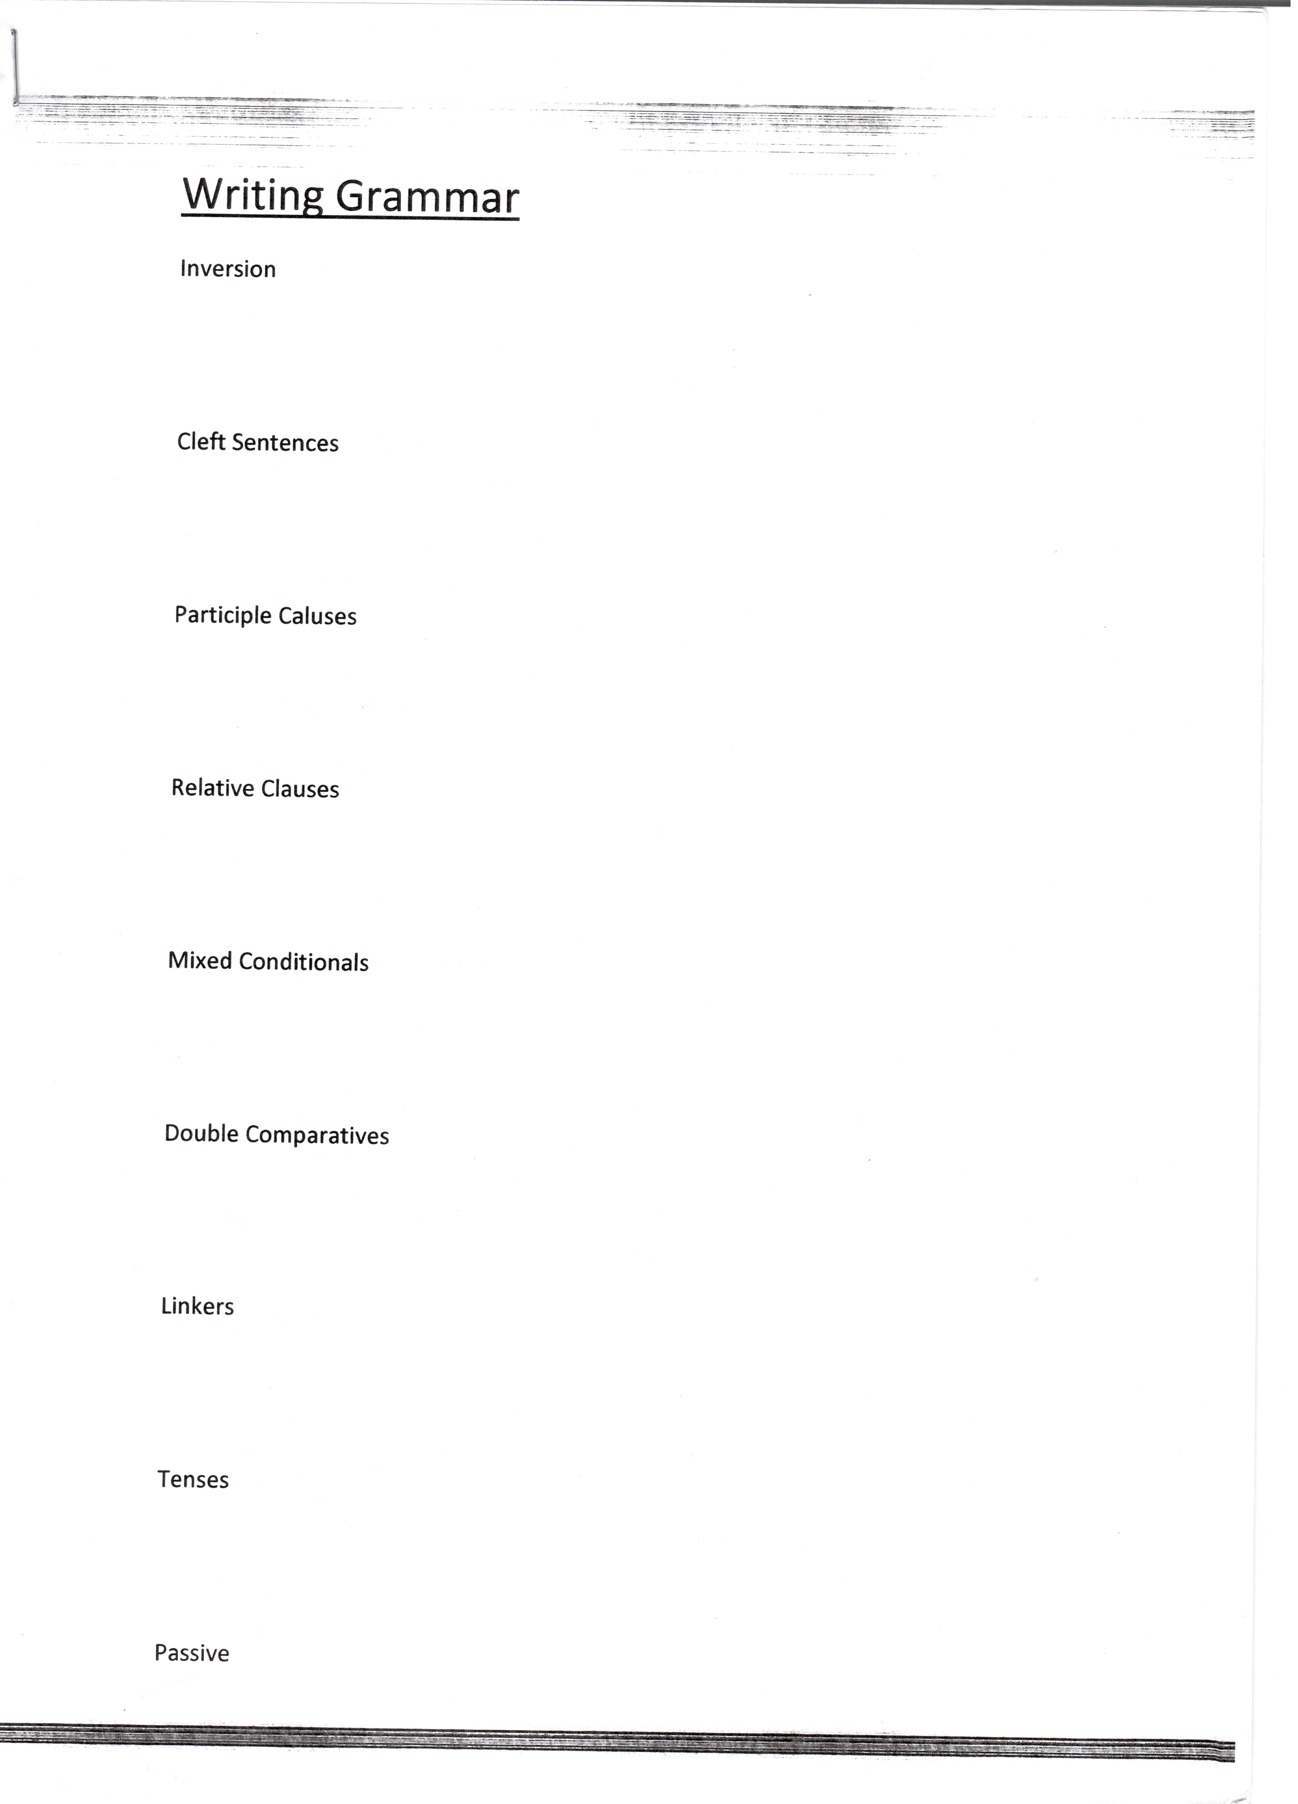 Writing Grammar
Inversion
Cleft Sentences
Participle Caluses
Relative Clauses
Mixed Conditionals
Double Comparatives
Linkers
Tenses
Passive